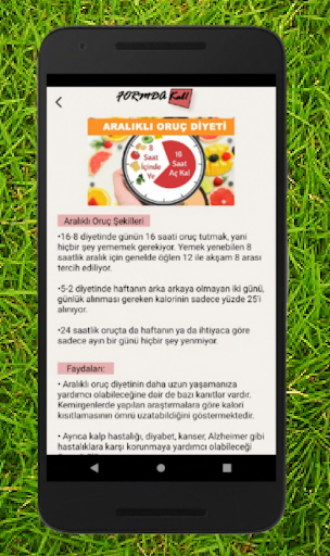 FORMDA Kal!
ARALIKLI ORUÇ DİYETİ
8
Saat
İçinde
Ye
16
Saat
Aç Kal
Aralıklı Oruç Şekilleri
•16-8 diyetinde günün 16 saati oruç tutmak, yani
hiçbir şey yememek gerekiyor. Yemek yenebilen 8
saatlik aralık için genelde öğlen 12 ile akşam 8 arası
tercih ediliyor.
•5-2 diyetinde haftanın arka arkaya olmayan iki günü,
günlük alınması gereken kalorinin sadece yüzde 25'i
alınıyor.
•24 saatlik oruçta da haftanın ya da ihtiyaca göre
sadece ayın bir günü hiçbir şey yenmiyor.
Faydaları:
• Aralıklı oruç diyetinin daha uzun yaşamanıza
yardımcı olabileceğine dair de bazı kanıtlar vardır.
Kemirgenlerde yapılan araştırmalara göre kalori
kısıtlamasının ömrü uzatabildiğini göstermektedir.
• Ayrıca kalp hastalığı, diyabet, kanser, Alzheimer gibi
hastalıklara karşı korunmaya yardımcı olabileceği